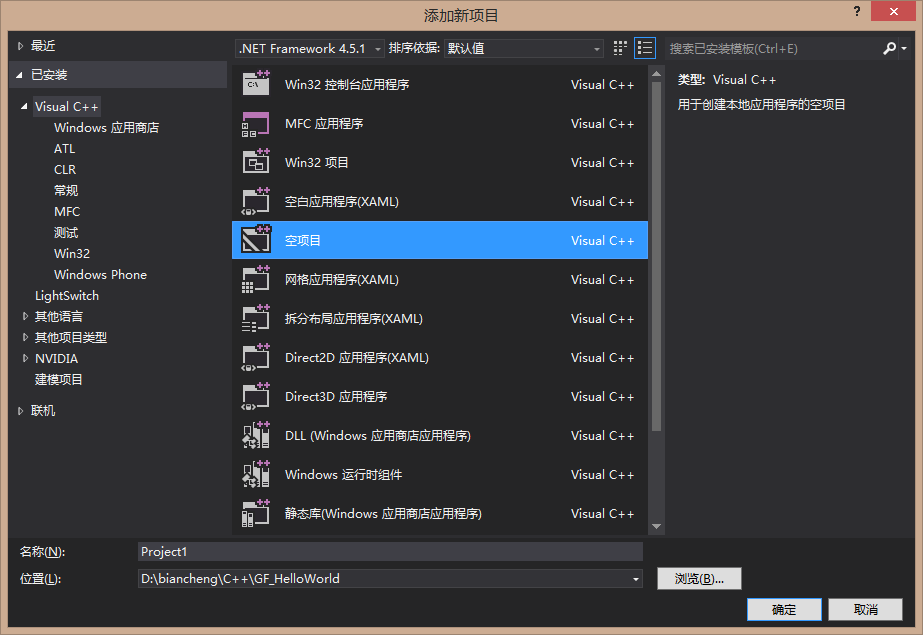 添加新项目
?
最近
.NET Framework 4.5.1 排序依据: 默认值
搜索已安装模板(Ctrl+E)
已安装
Visual C++
Windows 应用商店
ATL
CLR
常规
MFC
测试
Win32
Windows Phone
LightSwitch
其他语言
其他项目类型
NVIDIA
建模项目
联机
Win32 控制台应用程序 Visual C++
MFC 应用程序 Visual C++
Win32 项目 Visual C++
空白应用程序(XAML) Visual C++
空项目 Visual C++
网格应用程序(XAML) Visual C++
拆分布局应用程序(XAML) Visual C++
Direct2D 应用程序(XAML) Visual C++
Direct3D 应用程序 Visual C++
DLL (Windows 应用商店应用程序) Visual C++
Windows 运行时组件 Visual C++
静态库(Windows 应用商店应用程序) Visual C++
类型: Visual C++
用于创建本地应用程序的空项目
名称(N): Project1
位置(L): D:\biancheng\C++\GF_HelloWorld 浏览(B)...
确定 取消